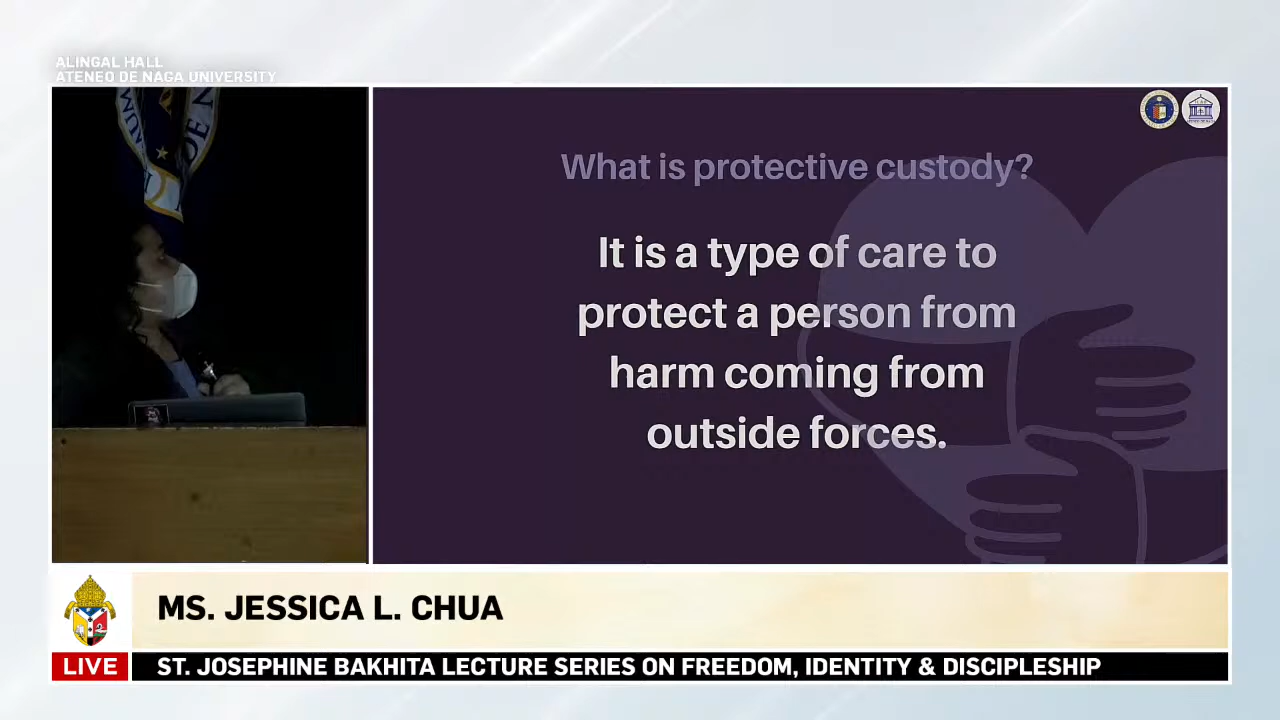 ALINGAL HALL
ATENEO DE NAGA UNIVERSITY
What is protective custody?
It is a type of care to
protect a person from
harm coming from
outside forces.
MS. JESSICA L. CHUA
LIVE
ST. JOSEPHINE BAKHITA LECTURE SERIES ON FREEDOM, IDENTITY & DISCIPLESHIP